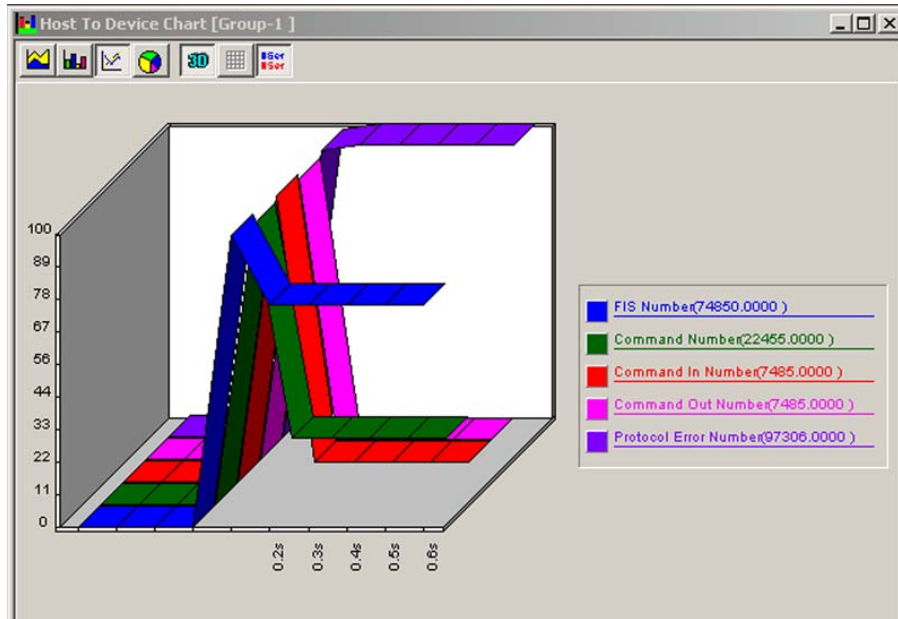 Host To Device Chart [Group-1 ]
3D
Ser
Ser
100
89
78
67
56
44
33
22
11
0
0.2s
0.3s
0.4s
0.5s
0.6s
FIS Number(74850.0000 )
Command Number(22455.0000 )
Command In Number(7485.0000 )
Command Out Number(7485.0000 )
Protocol Error Number(97306.0000 )